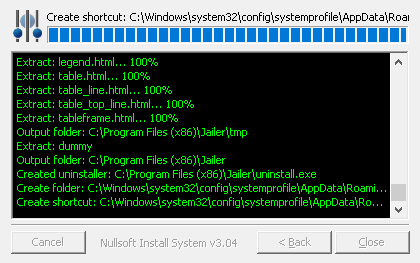 Create shortcut: C:\Windows\system32\config\systemprofile\AppData\Roam
Extract: legend.html... 100%
Extract: table.html... 100%
Extract: table_line.html... 100%
Extract: table_top_line.html... 100%
Extract: tableframe.html... 100%
Output folder: C:\Program Files (x86)\Jailer\tmp
Extract: dummy
Output folder: C:\Program Files (x86)\Jailer
Created uninstaller: C:\Program Files (x86)\Jailer\uninstall.exe
Create folder: C:\Windows\system32\config\systemprofile\AppData\Roami...
Create shortcut: C:\Windows\system32\config\systemprofile\AppData\Ro...
Cancel Nullsoft Install System v3.04 < Back Close